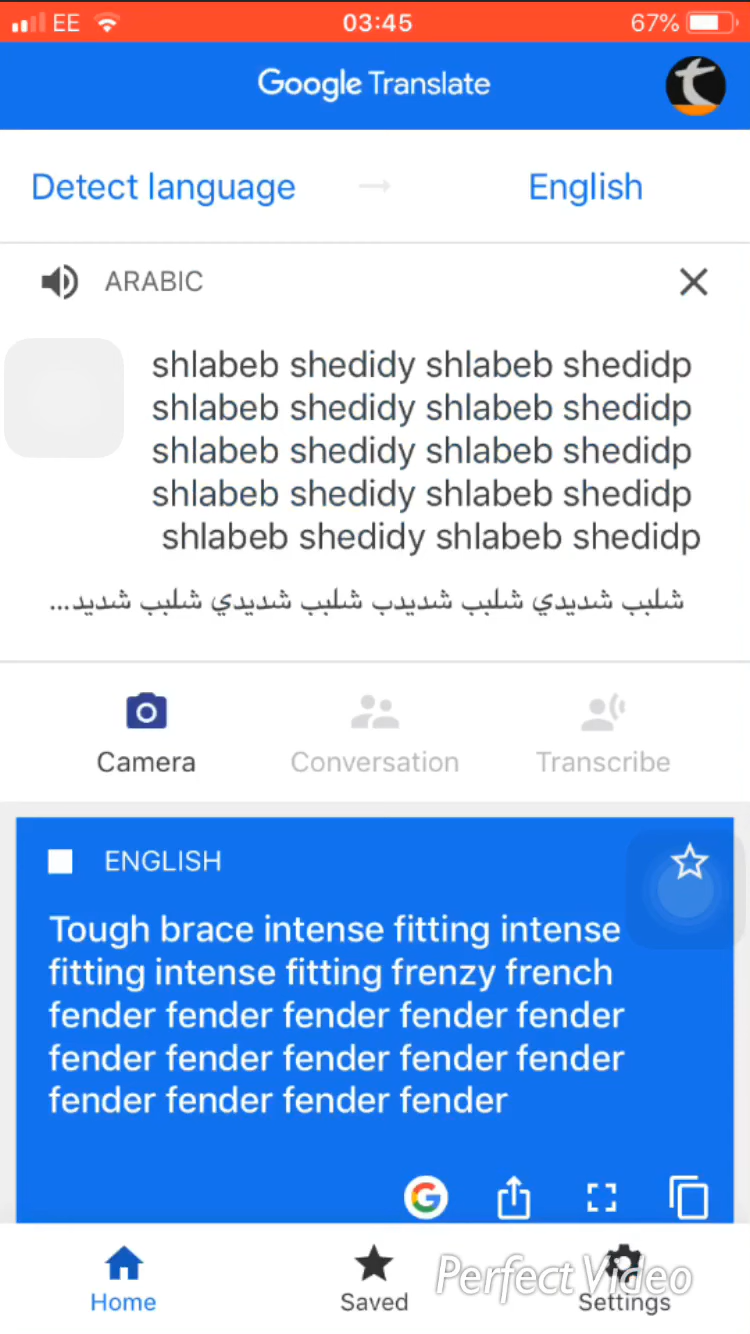 EE 03:45 67%
Google Translate
Detect language → English
ARABIC
shlabeb shedidy shlabeb shedidp
shlabeb shedidy shlabeb shedidp
shlabeb shedidy shlabeb shedidp
shlabeb shedidy shlabeb shedidp
shlabeb shedidy shlabeb shedidp
شلبب شديدي شلبب شديدب شلبب شديدي شلبب شديد...
Camera Conversation Transcribe
ENGLISH
Tough brace intense fitting intense
fitting intense fitting frenzy french
fender fender fender fender fender
fender fender fender fender fender
fender fender fender fender
Perfect Video
Home Saved Settings